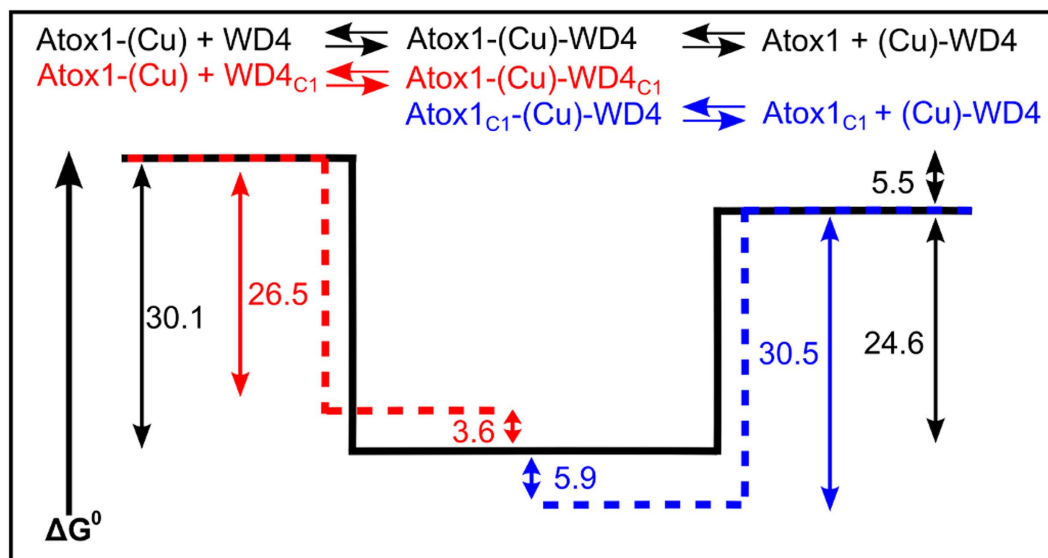 Atox1-(Cu) + WD4 ⇌ Atox1-(Cu)-WD4 ⇌ Atox1 + (Cu)-WD4
Atox1-(Cu) + WD4C1 ⇌ Atox1-(Cu)-WD4C1
Atox1C1-(Cu)-WD4 ⇌ Atox1C1 + (Cu)-WD4
5.5
26.5
30.1
30.5
24.6
3.6
5.9
ΔG⁰